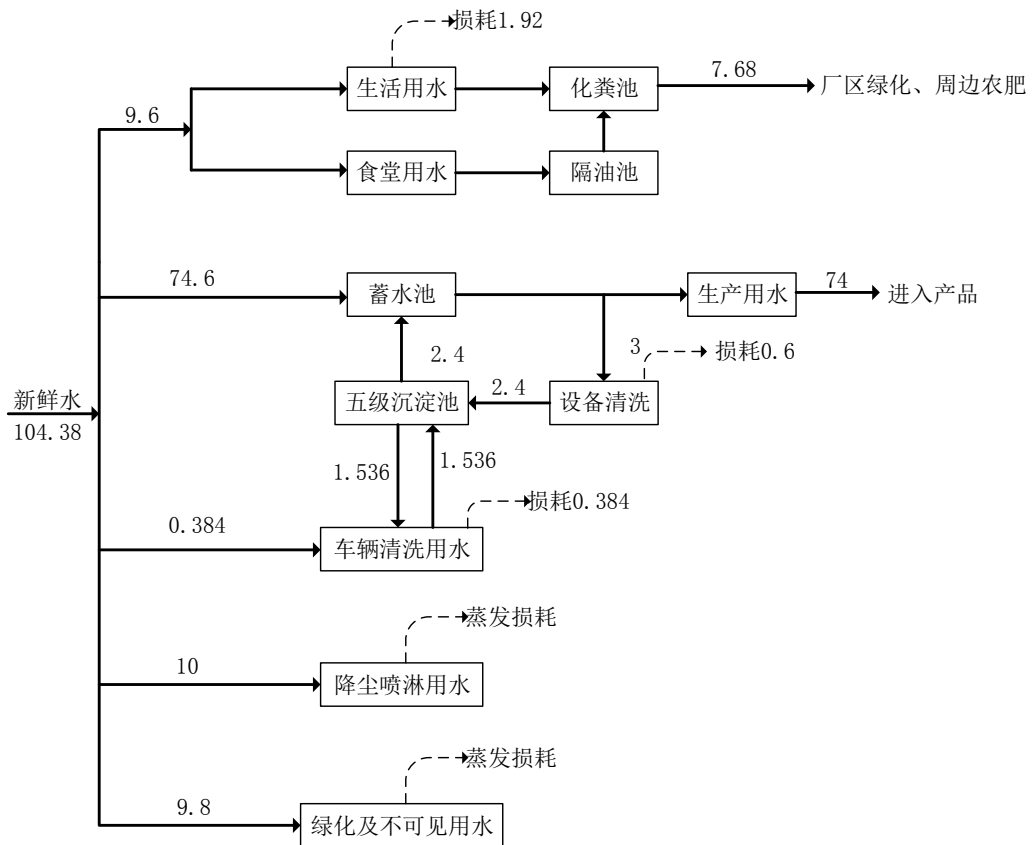 损耗1.92
生活用水
化粪池
7.68
厂区绿化、周边农肥
9.6
食堂用水
隔油池
74.6
蓄水池
生产用水
74
进入产品
2.4
3
损耗0.6
五级沉淀池
2.4
设备清洗
新鲜水
104.38
1.536
1.536
损耗0.384
0.384
车辆清洗用水
蒸发损耗
10
降尘喷淋用水
蒸发损耗
9.8
绿化及不可见用水